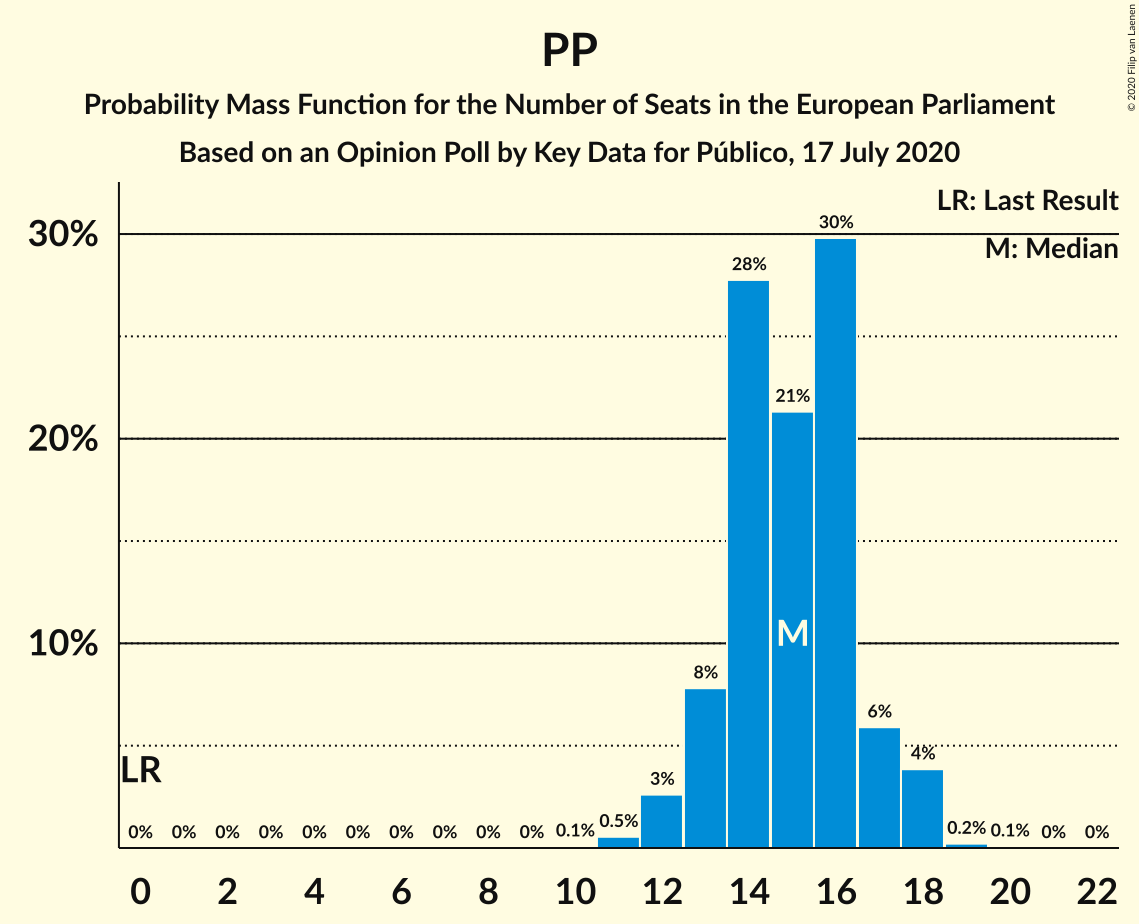 © 2020 Filip van Laenen
PP
Probability Mass Function for the Number of Seats in the European Parliament
Based on an Opinion Poll by Key Data for Público, 17 July 2020
LR: Last Result
M: Median
30%
20%
10%
LR
M
0% 0% 0% 0% 0% 0% 0% 0% 0% 0% 0.1% 0.5% 3% 8% 28% 21% 30% 6% 4% 0.2% 0.1% 0% 0%
0 2 4 6 8 10 12 14 16 18 20 22